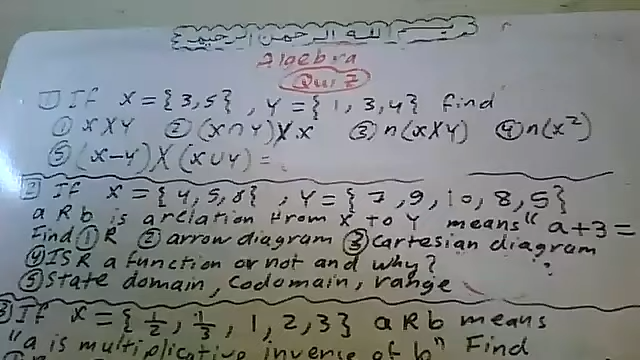 بسم الله الرحمن الرحيم
Algebra
Quiz
① If X = {3,5} , Y = {1, 3, 4} find
① X×Y ② (X∩Y)×X ③ n(X×Y) ④ n(X²)
⑤ (X-Y) × (X∪Y) =
② If X = {4, 5, 8} , Y = {7, 9, 10, 8, 5}
a R b is a relation from X to Y means "a+3 =
Find ① R ② arrow diagram ③ Cartesian diagram
④ IS R a function or not and why?
⑤ State domain, codomain, range
③ If X = {1/2, 1/3, 1, 2, 3} a R b means
"a is multiplicative inverse of b" Find